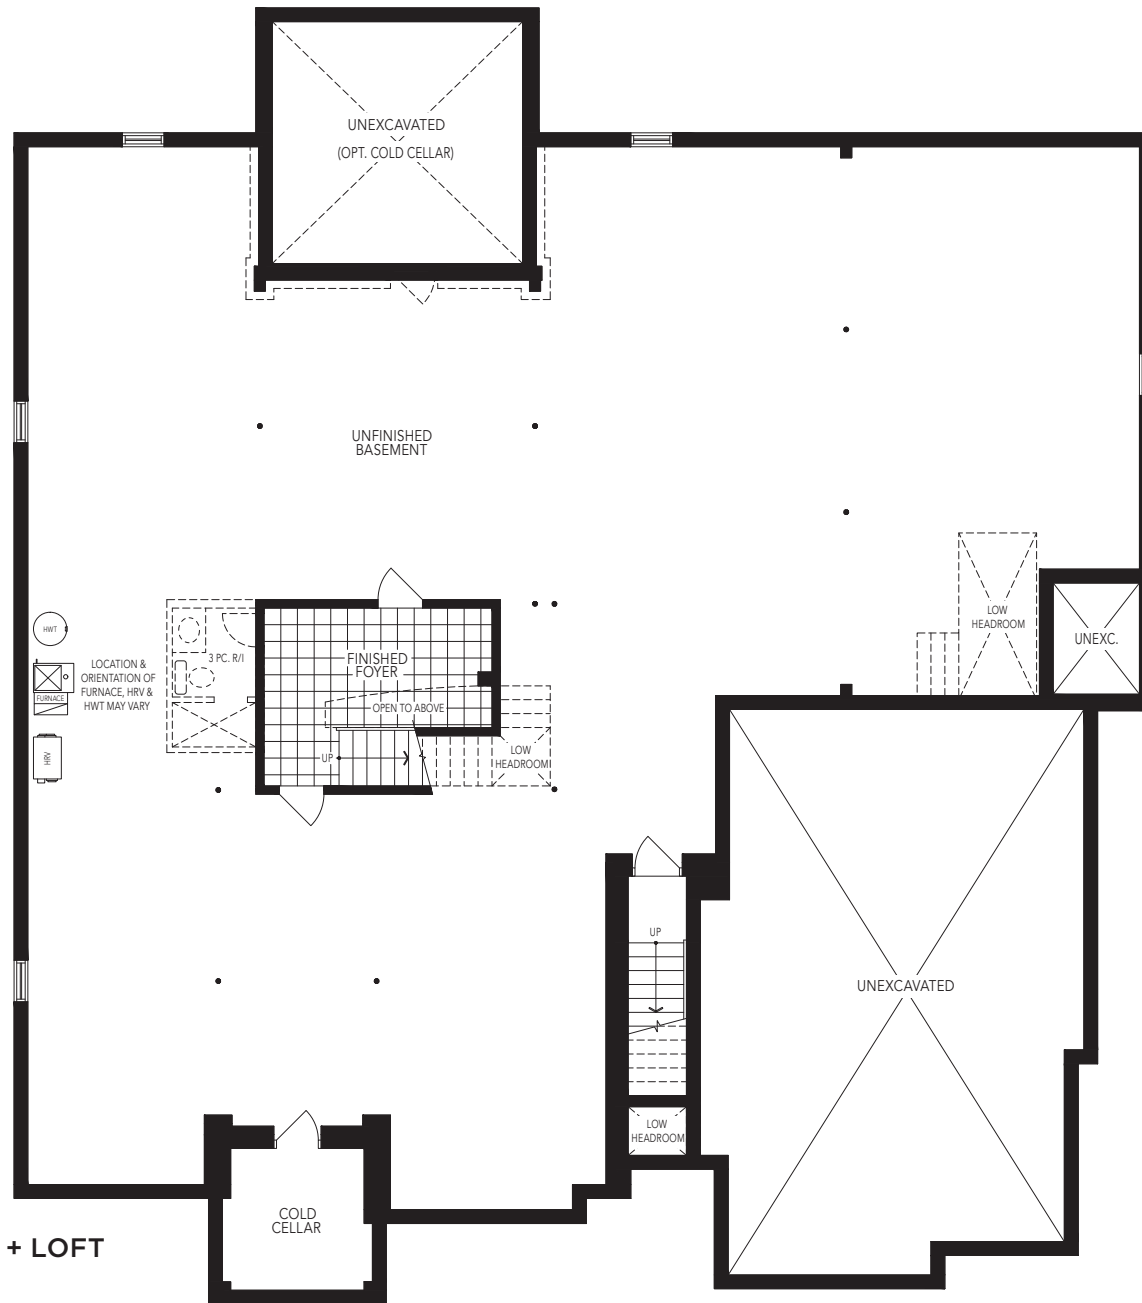 UNEXCAVATED
(OPT. COLD CELLAR)
UNFINISHED
BASEMENT
LOW
HEADROOM
UNEXC.
HWT
3 PC. R/I
FINISHED
FOYER
LOCATION &
ORIENTATION OF
FURNACE, HRV &
HWT MAY VARY
FURNACE
OPEN TO ABOVE
HRV
UP
LOW
HEADROOM
UP
UNEXCAVATED
LOW
HEADROOM
COLD
CELLAR
+ LOFT